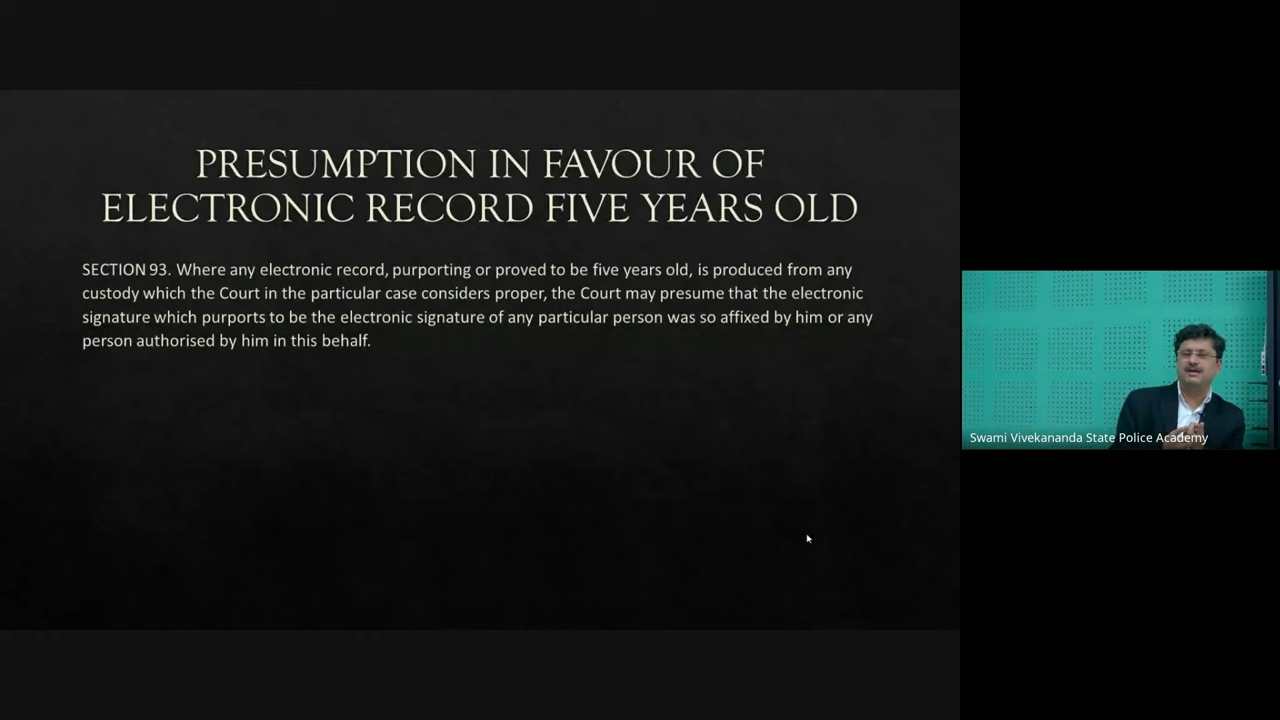 PRESUMPTION IN FAVOUR OF
ELECTRONIC RECORD FIVE YEARS OLD
SECTION 93. Where any electronic record, purporting or proved to be five years old, is produced from any
custody which the Court in the particular case considers proper, the Court may presume that the electronic
signature which purports to be the electronic signature of any particular person was so affixed by him or any
person authorised by him in this behalf.
Swami Vivekananda State Police Academy